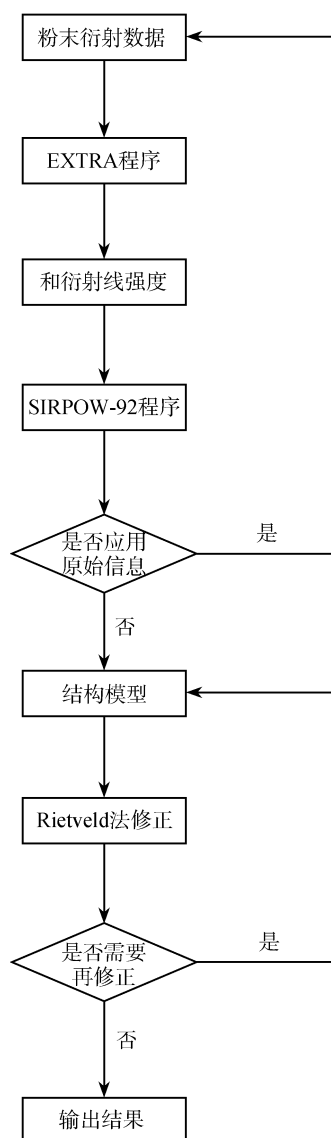 粉末衍射数据
EXTRA程序
和衍射线强度
SIRPOW-92程序
是否应用
原始信息
是
否
结构模型
Rietveld法修正
是否需要
再修正
是
否
输出结果